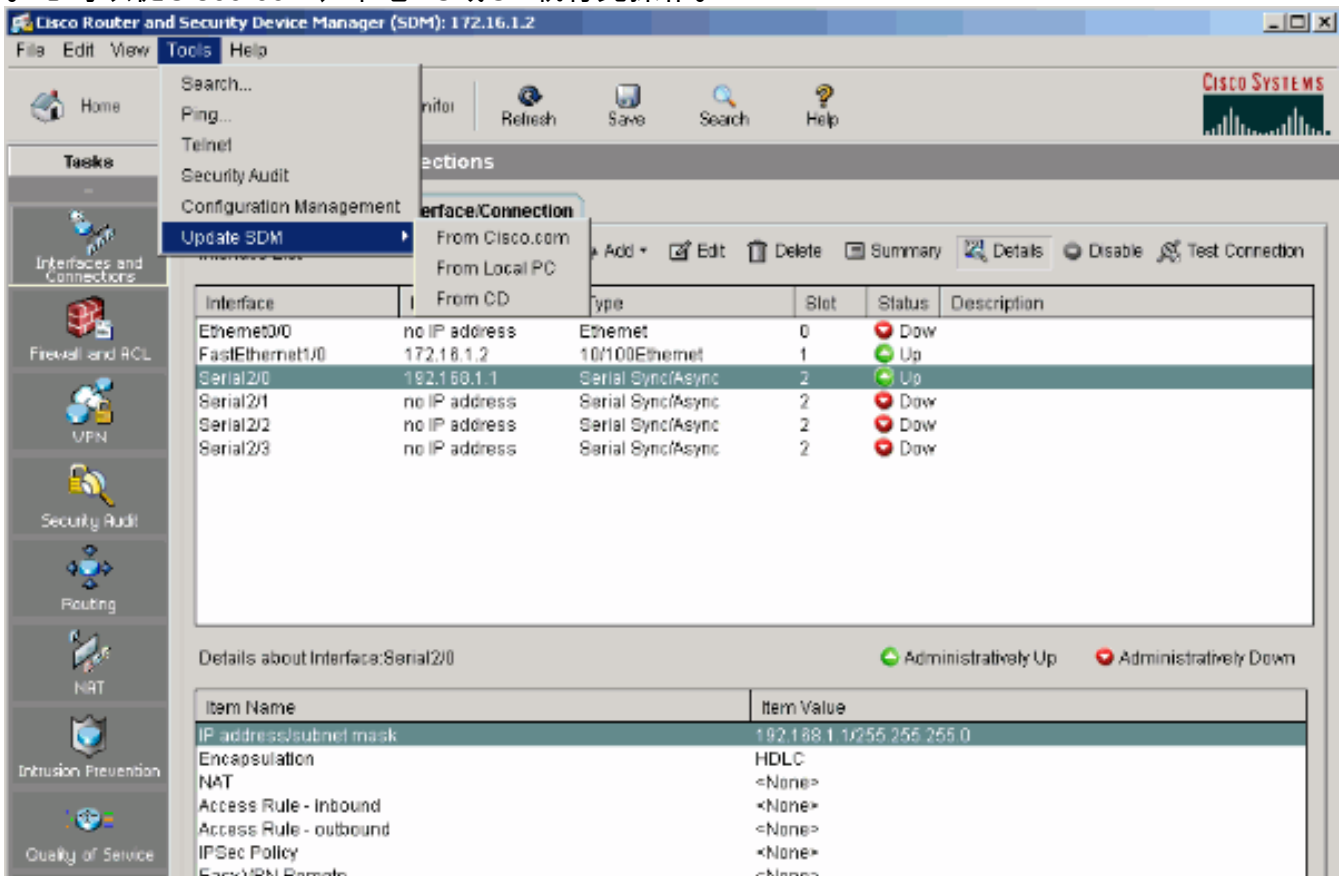 Cisco Router and Security Device Manager (SDM): 172.16.1.2
File Edit View Tools Help
Home
Search...
Ping...
Telnet
Security Audit
Configuration Management
Update SDM
From Cisco.com
From Local PC
From CD
nitor
Refresh
Save
Search
Help
CISCO SYSTEMS
Tasks
ections
erface/Connection
Add Edit Delete Summary Details Disable Test Connection
Interfaces and Connections
Firewall and ACL
VPN
Security Audit
Routing
NAT
Intrusion Prevention
Quality of Service
Interface Type Slot Status Description
Ethernet0/0 no IP address Ethernet 0 Dow
FastEthernet1/0 172.16.1.2 10/100Ethernet 1 Up
Serial2/0 192.168.1.1 Serial Sync/Async 2 Up
Serial2/1 no IP address Serial Sync/Async 2 Dow
Serial2/2 no IP address Serial Sync/Async 2 Dow
Serial2/3 no IP address Serial Sync/Async 2 Dow
Details about Interface:Serial2/0 Administratively Up Administratively Down
Item Name Item Value
IP address/subnet mask 192.168.1.1/255.255.255.0
Encapsulation HDLC
NAT <None>
Access Rule - inbound <None>
Access Rule - outbound <None>
IPSec Policy <None>